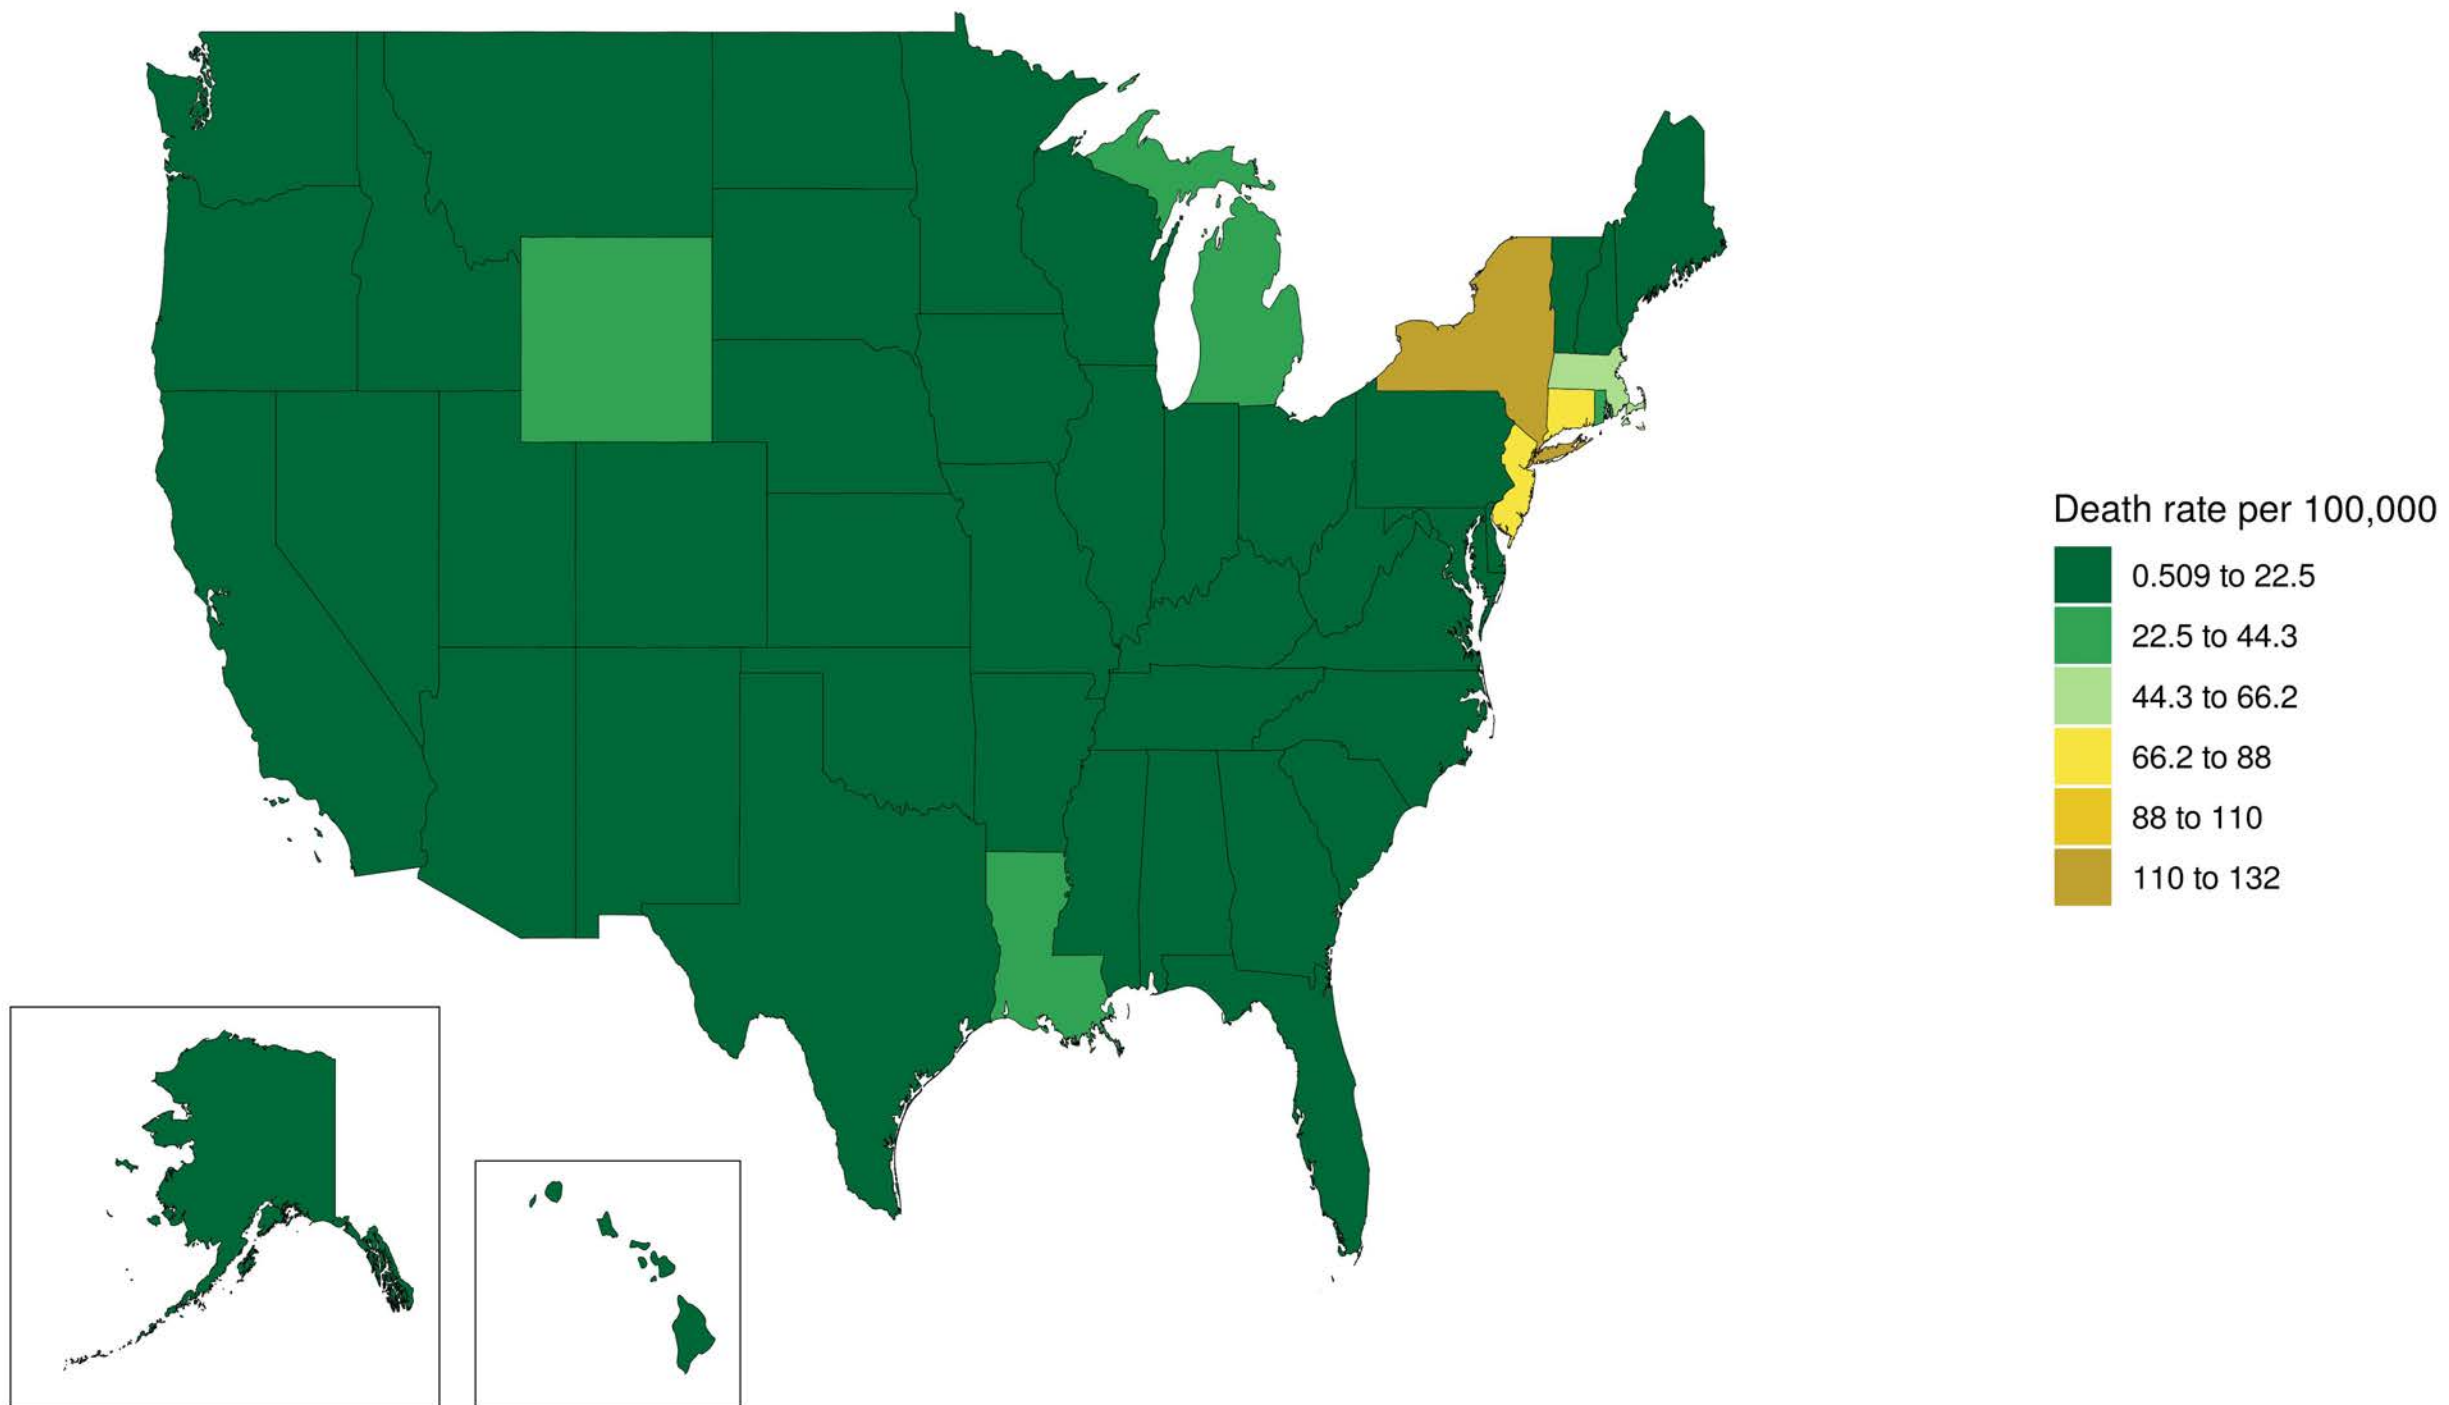 Death rate per 100,000
0.509 to 22.5
22.5 to 44.3
44.3 to 66.2
66.2 to 88
88 to 110
110 to 132